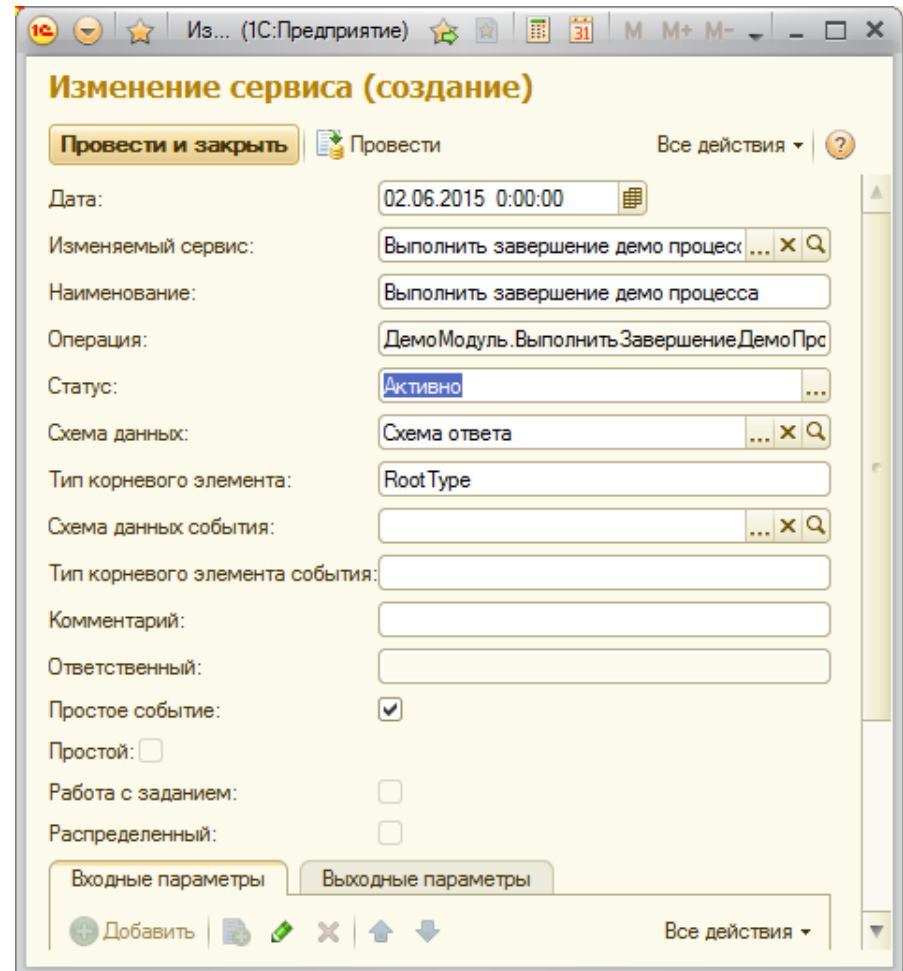 1С Из... (1С:Предприятие) 31 M M+ M-
Изменение сервиса (создание)
Провести и закрыть Провести Все действия ?
Дата: 02.06.2015 0:00:00
Изменяемый сервис: Выполнить завершение демо процесс ...
Наименование: Выполнить завершение демо процесса
Операция: ДемоМодуль.ВыполнитьЗавершениеДемоПро
Статус: Активно ...
Схема данных: Схема ответа ...
Тип корневого элемента: RootType
Схема данных события: ...
Тип корневого элемента события:
Комментарий:
Ответственный:
Простое событие:
Простой:
Работа с заданием:
Распределенный:
Входные параметры Выходные параметры
Добавить Все действия